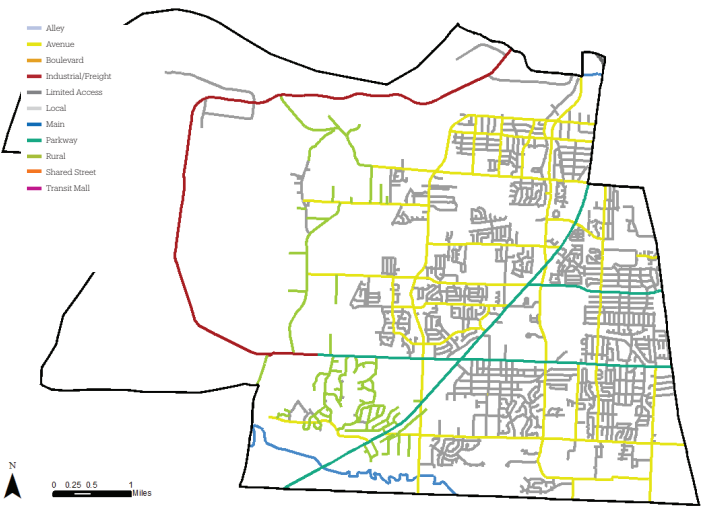 Alley
Avenue
Boulevard
Industrial/Freight
Limited Access
Local
Main
Parkway
Rural
Shared Street
Transit Mall
N
0 0.25 0.5 1
Miles